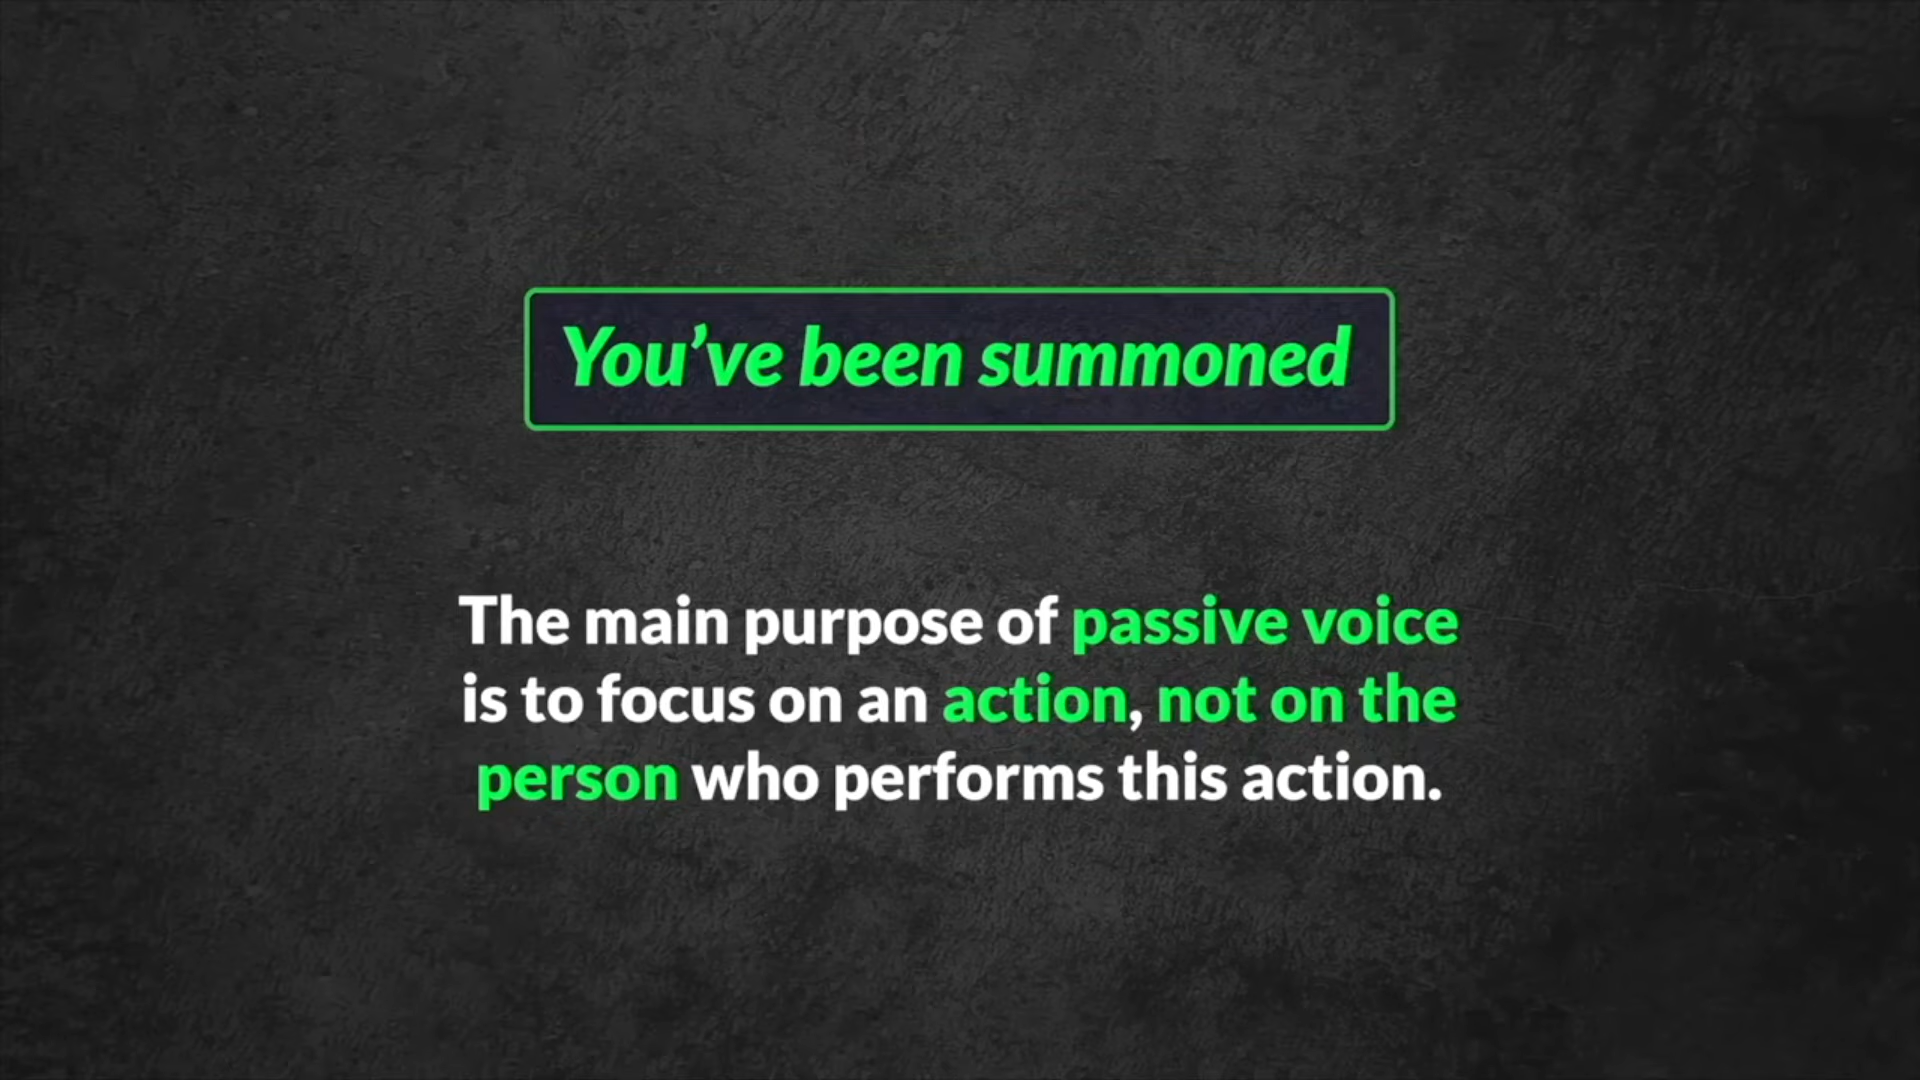 You’ve been summoned
The main purpose of passive voice
is to focus on an action, not on the
person who performs this action.